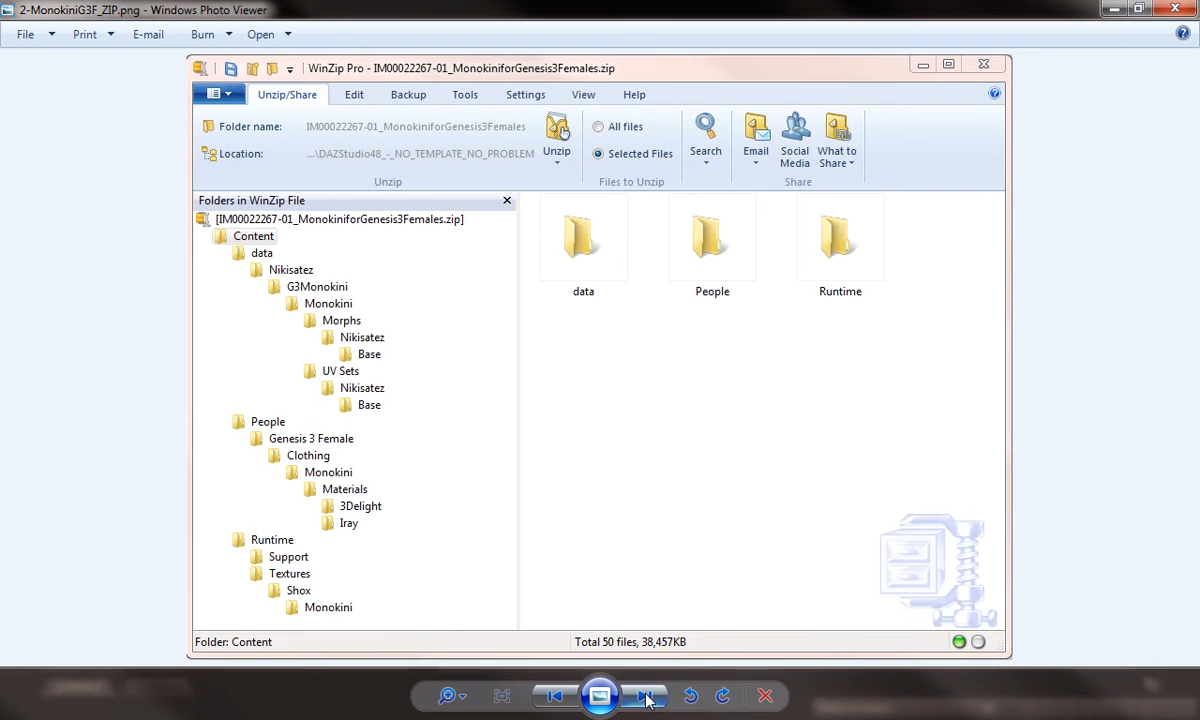 2-MonokiniG3F_ZIP.png - Windows Photo Viewer
File Print E-mail Burn Open
WinZip Pro - IM00022267-01_MonokiniforGenesis3Females.zip
Unzip/Share Edit Backup Tools Settings View Help
Folder name: IM00022267-01_MonokiniforGenesis3Females
Location: ...\DAZStudio48_-_NO_TEMPLATE_NO_PROBLEM
Unzip
All files
Selected Files
Search
Email
Social Media
What to Share
Unzip Files to Unzip Share
Folders in WinZip File
[IM00022267-01_MonokiniforGenesis3Females.zip]
Content
data
Nikisatez
G3Monokini
Monokini
Morphs
Nikisatez
Base
UV Sets
Nikisatez
Base
People
Genesis 3 Female
Clothing
Monokini
Materials
3Delight
Iray
Runtime
Support
Textures
Shox
Monokini
data People Runtime
Folder: Content Total 50 files, 38,457KB